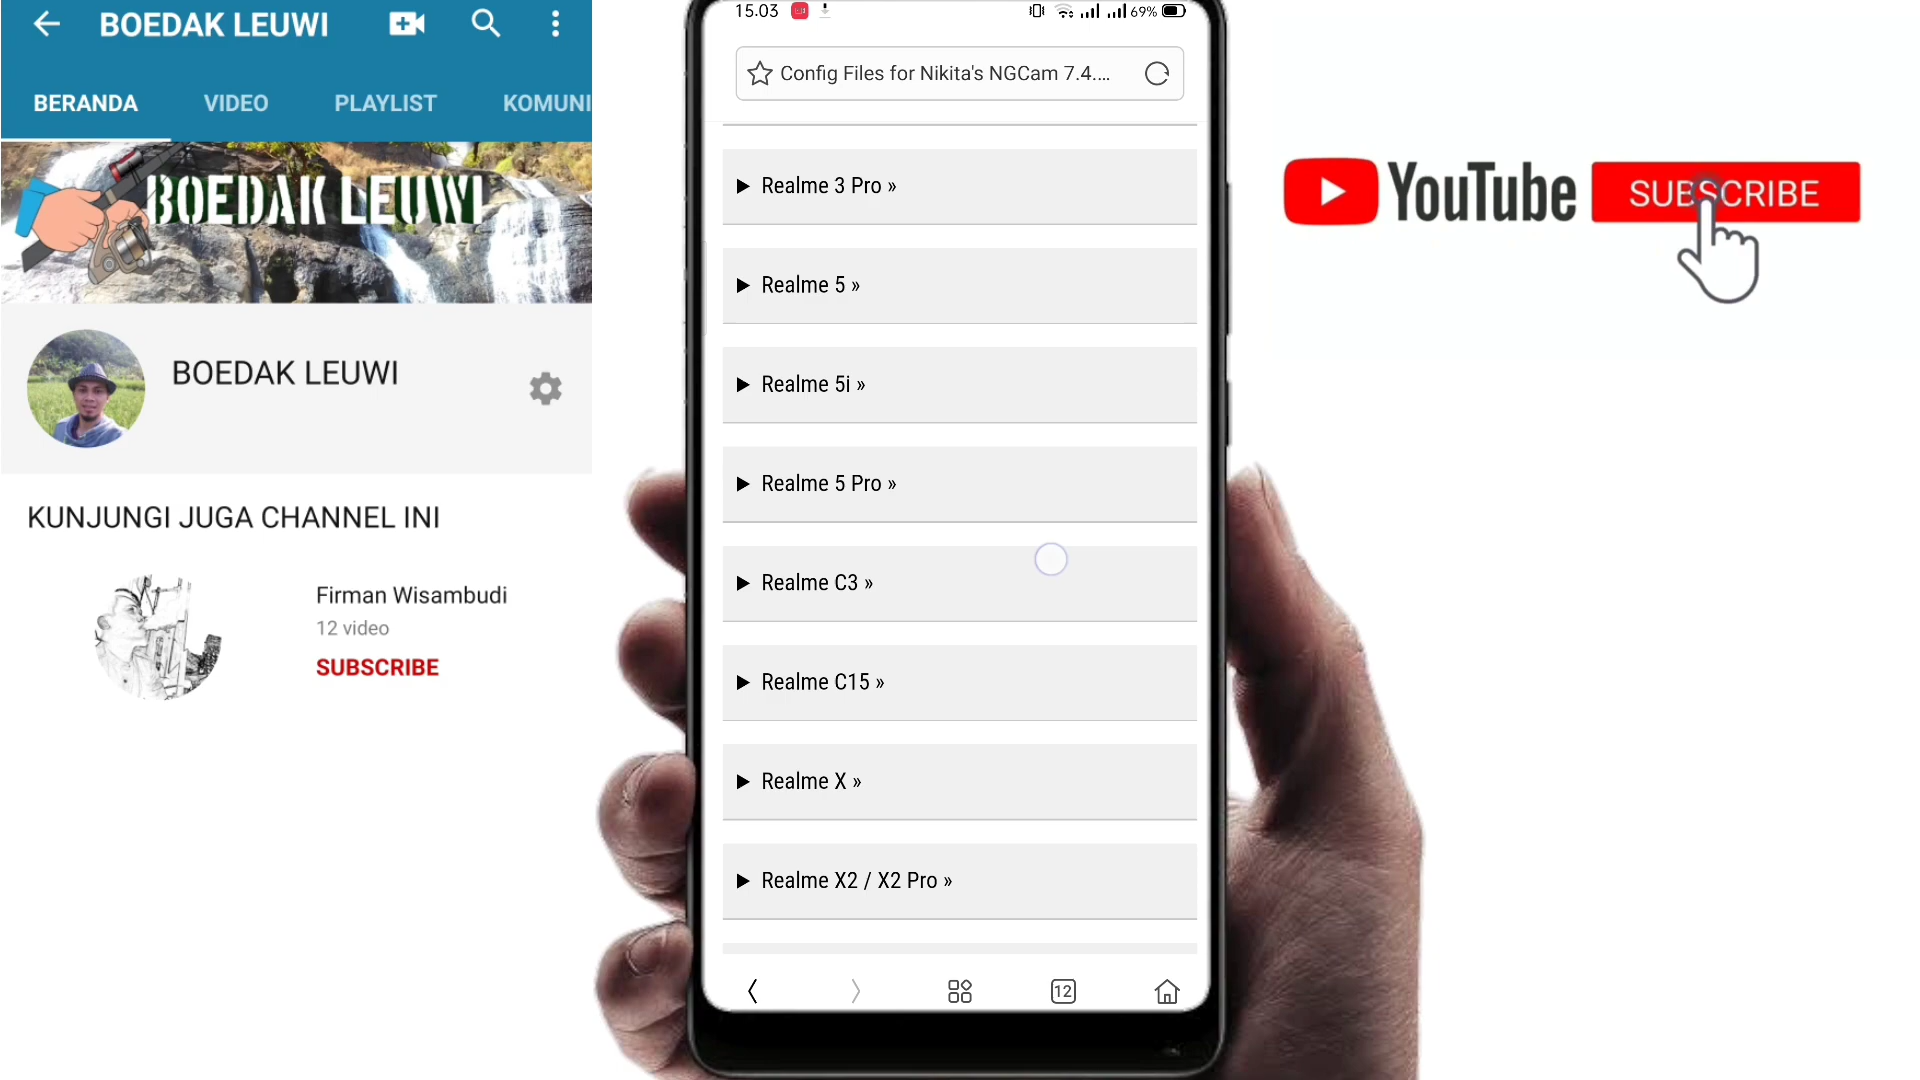 BOEDAK LEUWI
BERANDA VIDEO PLAYLIST KOMUNI
BOEDAK LEUWI
BOEDAK LEUWI
KUNJUNGI JUGA CHANNEL INI
Firman Wisambudi
12 video
SUBSCRIBE
15.03 69%
Config Files for Nikita's NGCam 7.4....
Realme 3 Pro »
Realme 5 »
Realme 5i »
Realme 5 Pro »
Realme C3 »
Realme C15 »
Realme X »
Realme X2 / X2 Pro »
12
YouTube SUBSCRIBE